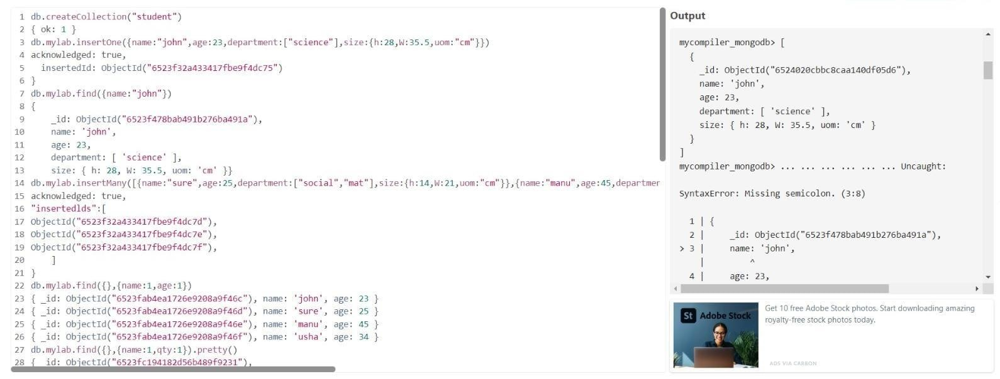 1 db.createCollection("student")
2 { ok: 1 }
3 db.mylab.insertOne({name:"john",age:23,department:["science"],size:{h:28,W:35.5,uom:"cm"}})
4 acknowledged: true,
5 insertedId: ObjectId("6523f32a433417fbe9f4dc75")
6 }
7 db.mylab.find({name:"john"})
8 {
9 _id: ObjectId("6523f478bab491b276ba491a"),
10 name: 'john',
11 age: 23,
12 department: [ 'science' ],
13 size: { h: 28, W: 35.5, uom: 'cm' }}
14 db.mylab.insertMany([{name:"sure",age:25,department:["social","mat"],size:{h:14,W:21,uom:"cm"}},{name:"manu",age:45,departmen
15 acknowledged: true,
16 "insertedlds":[
17 ObjectId("6523f32a433417fbe9f4dc7d"),
18 ObjectId("6523f32a433417fbe9f4dc7e"),
19 ObjectId("6523f32a433417fbe9f4dc7f"),
20 ]
21 }
22 db.mylab.find({},{name:1,age:1})
23 { _id: ObjectId("6523fab4ea1726e9208a9f46c"), name: 'john', age: 23 }
24 { _id: ObjectId("6523fab4ea1726e9208a9f46d"), name: 'sure', age: 25 }
25 { _id: ObjectId("6523fab4ea1726e9208a9f46e"), name: 'manu', age: 45 }
26 { _id: ObjectId("6523fab4ea1726e9208a9f46f"), name: 'usha', age: 34 }
27 db.mylab.find({},{name:1,qty:1}).pretty()
28 { _id: ObjectId("6523fc194182d56b489f9231"),
Output
mycompiler_mongodb> [
{
_id: ObjectId("6524020cbbc8caa140df05d6"),
name: 'john',
age: 23,
department: [ 'science' ],
size: { h: 28, W: 35.5, uom: 'cm' }
}
]
mycompiler_mongodb> ... ... ... ... ... ... Uncaught:
SyntaxError: Missing semicolon. (3:8)
1 | {
2 | _id: ObjectId("6523f478bab491b276ba491a"),
> 3 | name: 'john',
| ^
4 | age: 23,
St Adobe Stock
Get 10 free Adobe Stock photos. Start downloading amazing
royalty-free stock photos today.
ADS VIA CARBON